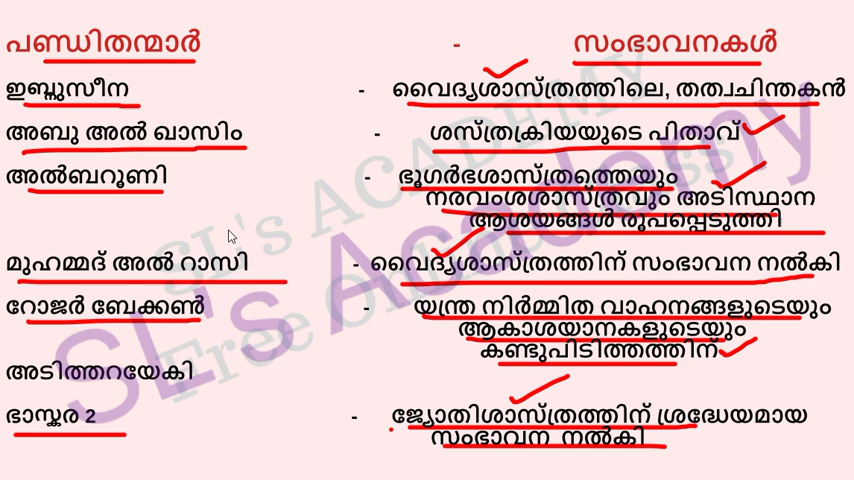 പണ്ഡിതന്മാർ - സംഭാവനകൾ
ഇബ്നുസീന - വൈദ്യശാസ്ത്രത്തിലെ, തത്വചിന്തകൻ
അബു അൽ ഖാസിം - ശസ്ത്രക്രിയയുടെ പിതാവ്
അൽബറൂണി - ഭൂഗർഭശാസ്ത്രത്തെയും
നരവംശശാസ്ത്രവും അടിസ്ഥാന
ആശയങ്ങൾ രൂപപ്പെടുത്തി
മുഹമ്മദ് അൽ റാസി - വൈദ്യശാസ്ത്രത്തിന് സംഭാവന നൽകി
റോജർ ബേക്കൺ - യന്ത്ര നിർമ്മിത വാഹനങ്ങളുടെയും
ആകാശയാനകളുടെയും
കണ്ടുപിടിത്തത്തിന്
അടിത്തറയേകി
ഭാസ്കര 2 - ജ്യോതിശാസ്ത്രത്തിന് ശ്രദ്ധേയമായ
സംഭാവന നൽകി
SL's Academy
SL's ACADEMY
Free Online